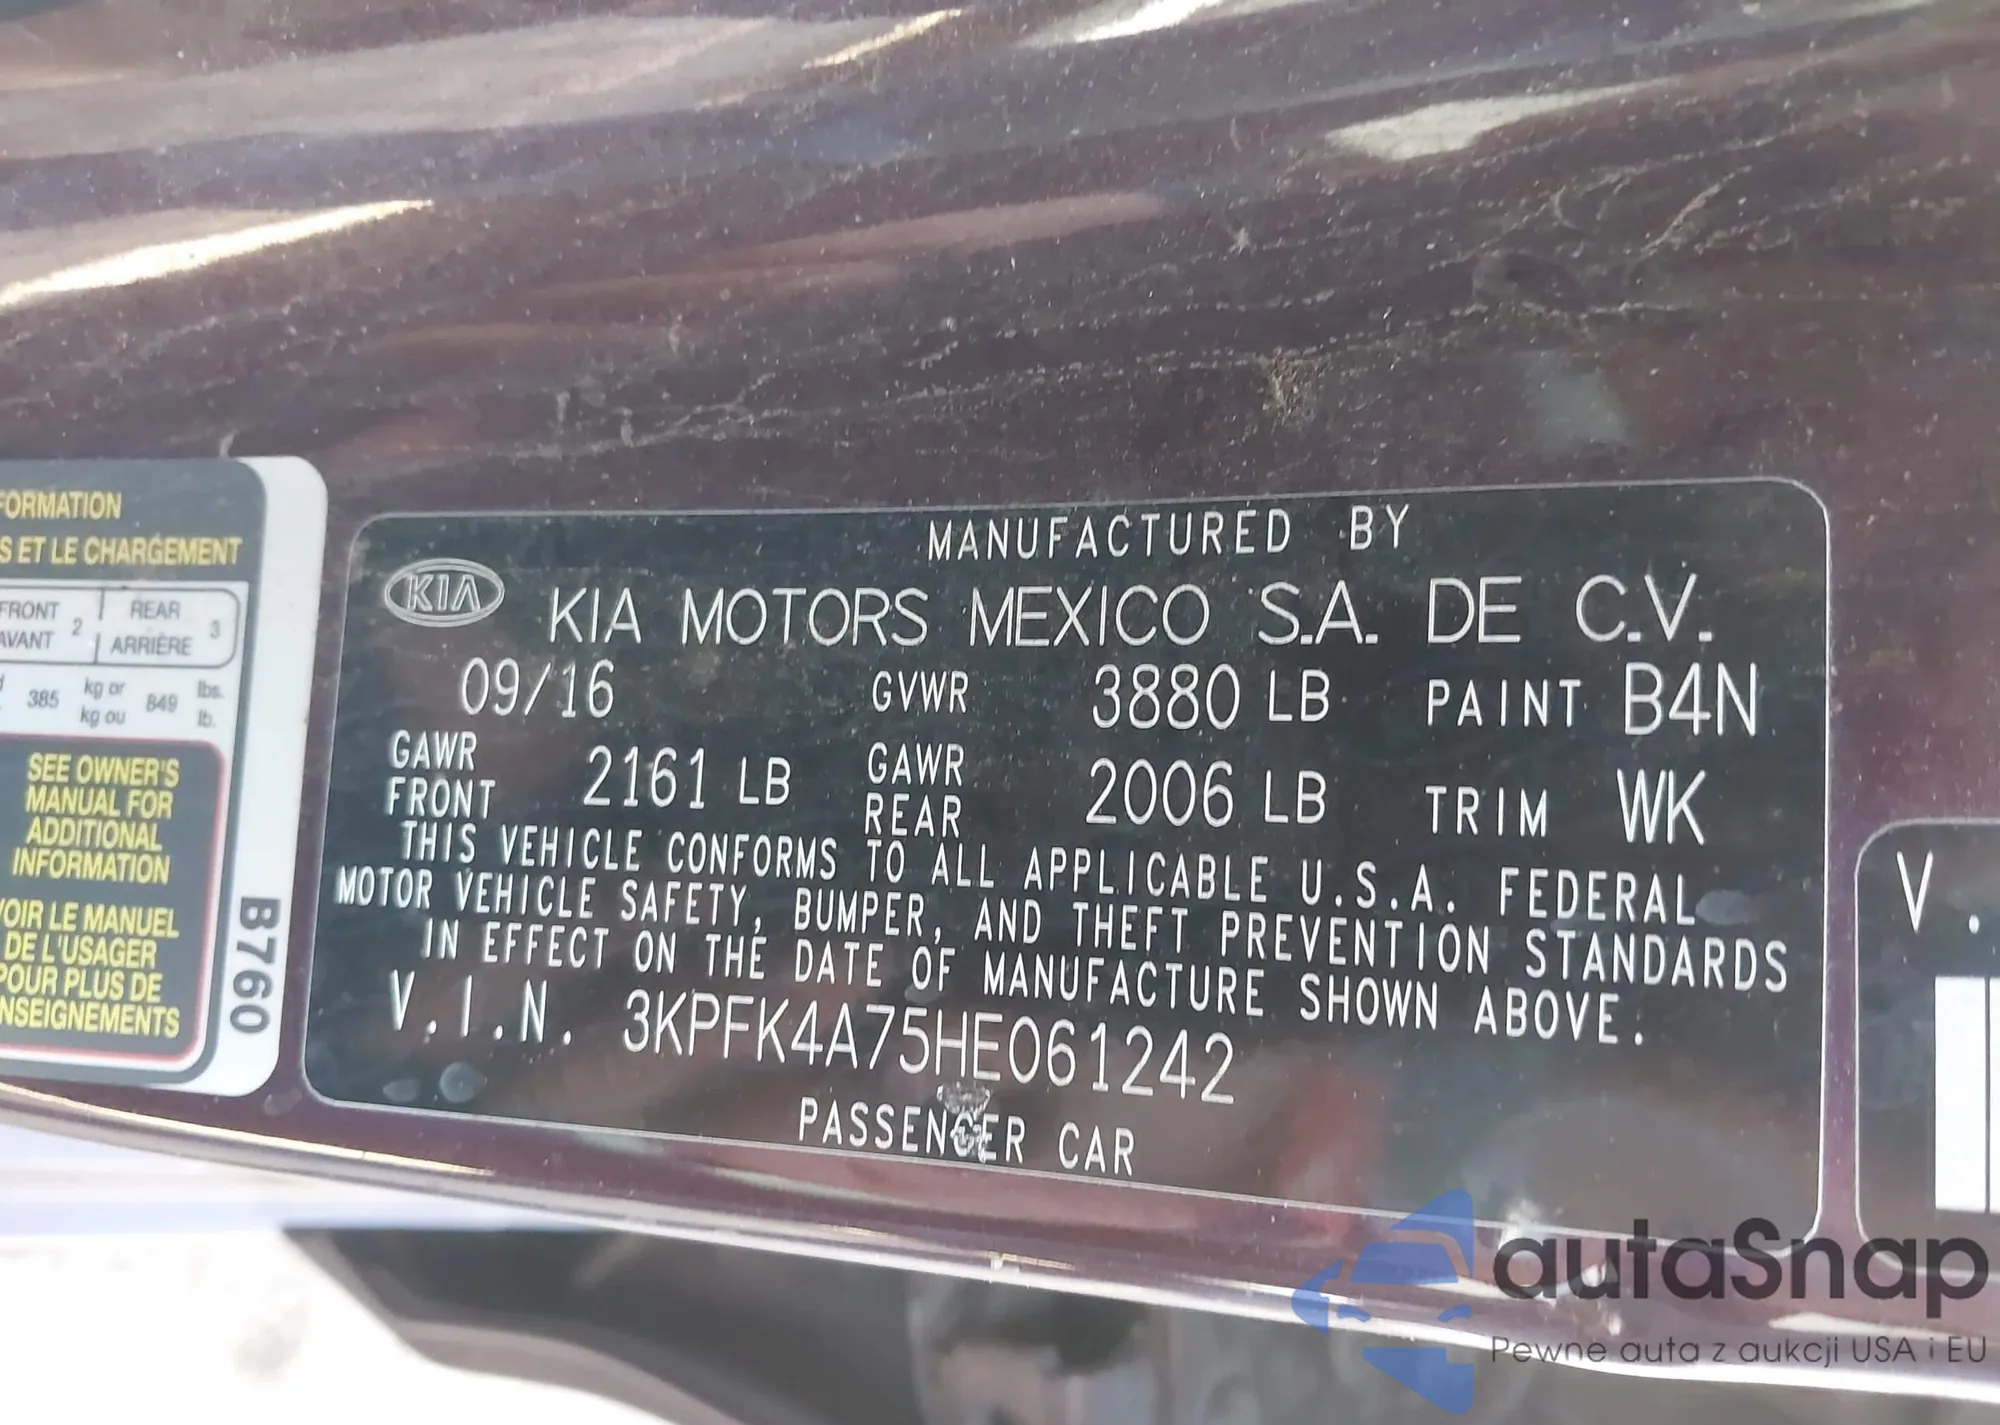 FORMATION
S ET LE CHARGEMENT
FRONT 2 REAR 3
AVANT ARRIÈRE
385 kg or 849 lbs.
kg ou lb.
SEE OWNER'S
MANUAL FOR
ADDITIONAL
INFORMATION
VOIR LE MANUEL
DE L'USAGER
POUR PLUS DE
NSEIGNEMENTS
B760
MANUFACTURED BY
KIA KIA MOTORS MEXICO S.A. DE C.V.
09/16 GVWR 3880 LB PAINT B4N
GAWR FRONT 2161 LB GAWR REAR 2006 LB TRIM WK
THIS VEHICLE CONFORMS TO ALL APPLICABLE U.S.A. FEDERAL
MOTOR VEHICLE SAFETY, BUMPER, AND THEFT PREVENTION STANDARDS
IN EFFECT ON THE DATE OF MANUFACTURE SHOWN ABOVE.
V.I.N. 3KPFK4A75HE061242
PASSENGER CAR
V.
autaSnap
Pewne auta z aukcji USA i EU